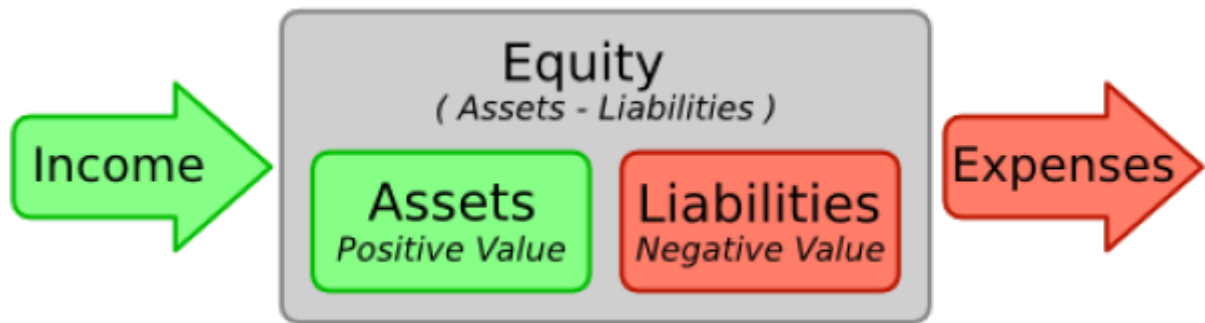 Equity
( Assets - Liabilities )
Income
Assets
Positive Value
Liabilities
Negative Value
Expenses